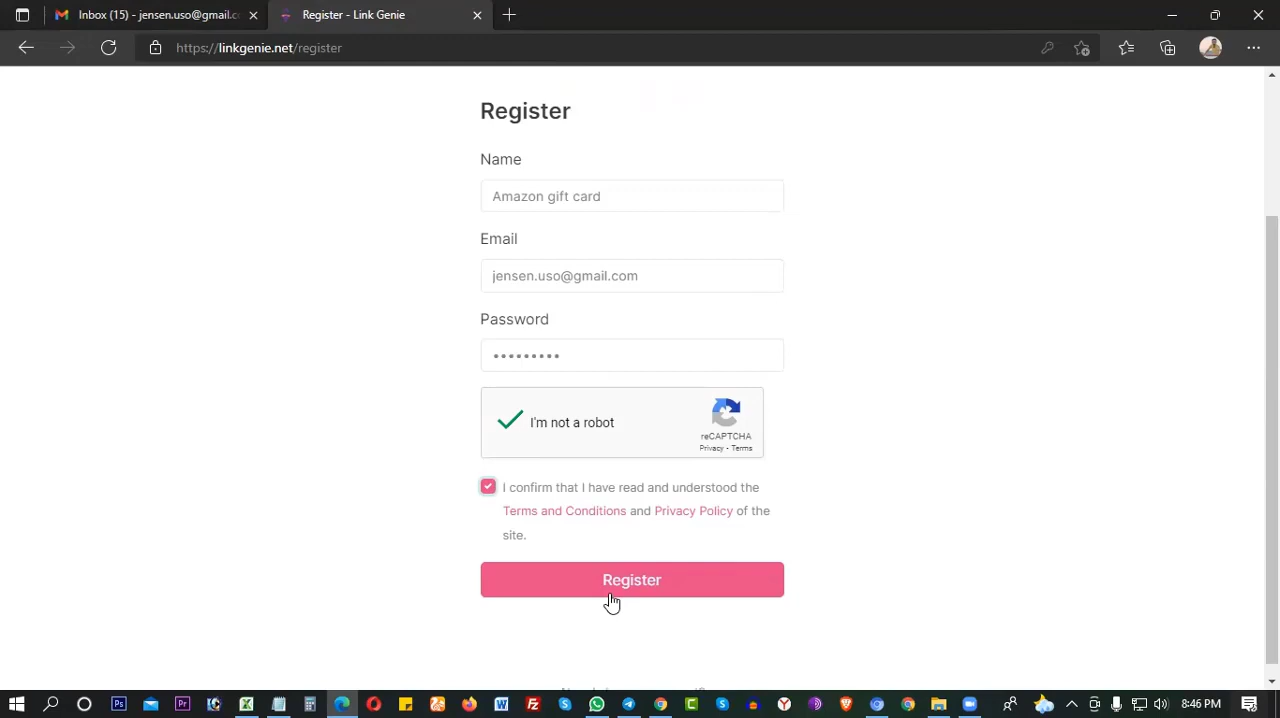 Inbox (15) - jensen.uso@gmail.c
Register - Link Genie
https://linkgenie.net/register
Register
Name
Amazon gift card
Email
jensen.uso@gmail.com
Password
I'm not a robot
reCAPTCHA
Privacy - Terms
I confirm that I have read and understood the
Terms and Conditions and Privacy Policy of the
site.
Register
8:46 PM